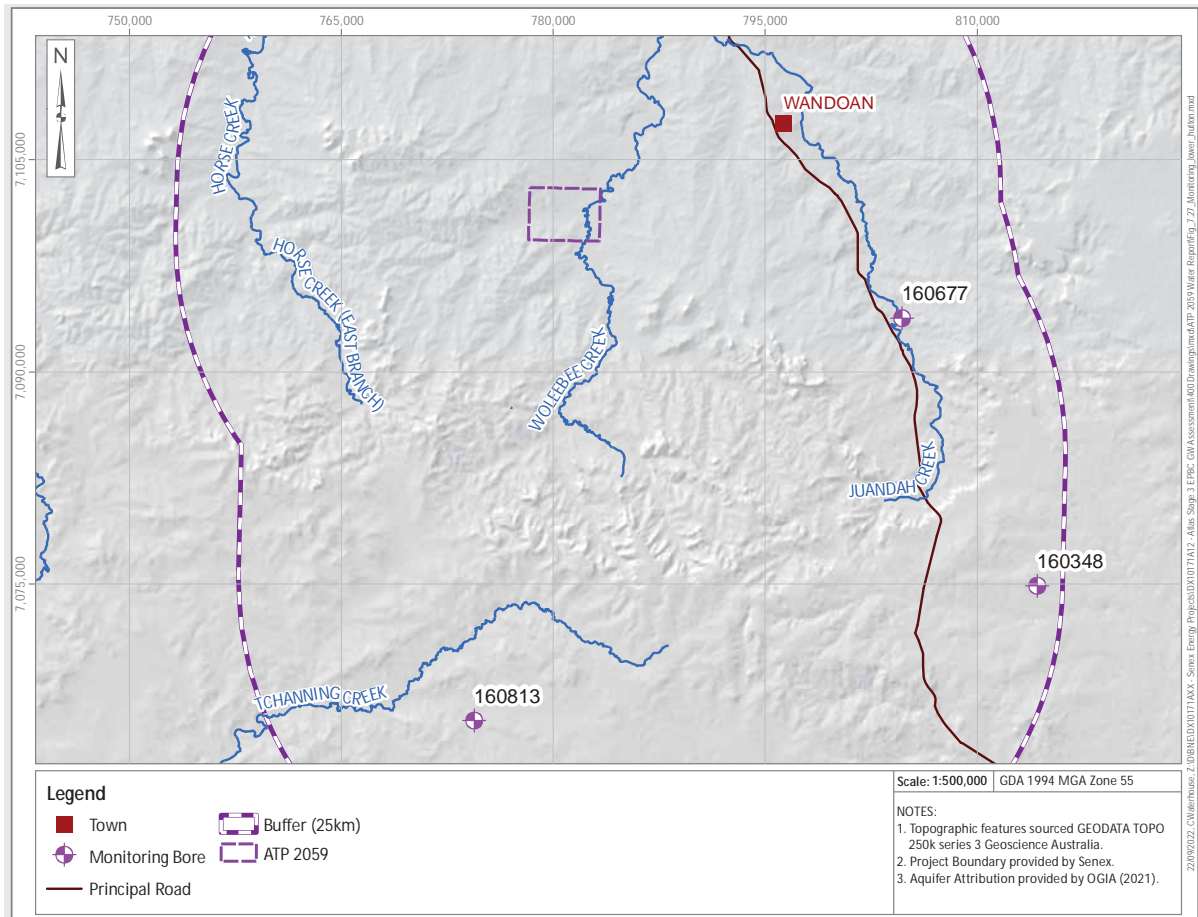 750,000
765,000
780,000
795,000
810,000
N
WANDOAN
7,105,000
HORSE CREEK
HORSE CREEK (EAST BRANCH)
160677
7,090,000
WOLEEBEE CREEK
JUANDAH CREEK
160348
7,075,000
TCHANNING CREEK
160813
Legend
Town
Monitoring Bore
Principal Road
Buffer (25km)
ATP 2059
Scale: 1:500,000
GDA 1994 MGA Zone 55
NOTES:
1. Topographic features sourced GEODATA TOPO
250k series 3 Geoscience Australia.
2. Project Boundary provided by Senex.
3. Aquifer Attribution provided by OGIA (2021).